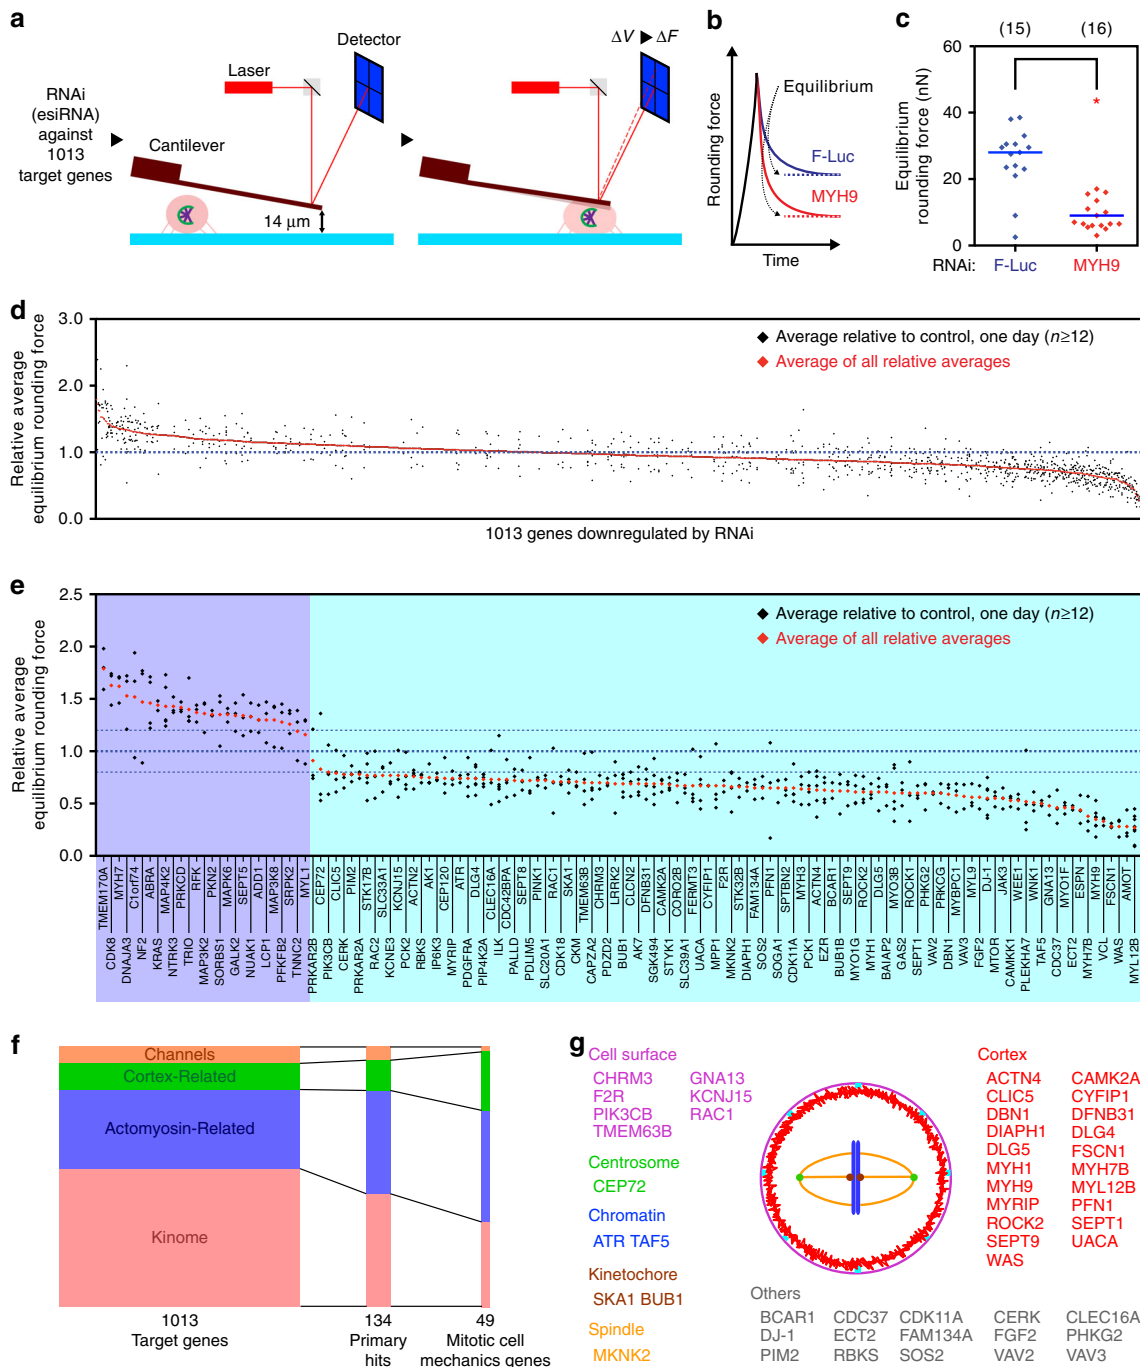 a
RNAi
(esiRNA)
against
1013
target genes
Laser
Detector
Cantilever
14 µm
ΔV ▶ ΔF
b
Rounding force
Equilibrium
F-Luc
MYH9
Time
c
(15) (16)
Equilibrium
rounding force (nN)
60
40
20
0
*
RNAi: F-Luc MYH9
d
Relative average
equilibrium rounding force
3.0
2.0
1.0
0.0
Average relative to control, one day (n≥12)
Average of all relative averages
1013 genes downregulated by RNAi
e
Relative average
equilibrium rounding force
2.5
2.0
1.5
1.0
0.5
0.0
Average relative to control, one day (n≥12)
Average of all relative averages
TMEM170A MYH7 C1orf74 ABRA MAP4K2 PRKCD RFK PKN2 MAPK6 SEPT5 ADD1 MAP3K8 SRPK2 MYL1 CEP72 CLIC5 PIM2 STK17B SLC33A1 KCNJ15 ACTN2 AK1 CEP120 ATR DLG4 CLEC16A CDC42BPA SEPT8 PINK1 RAC1 SKA1 TMEM63B CHRM3 LRRK2 CLCN2 DFNB31 CAMK2A CORO2B FERMT3 CYFIP1 F2R STK32B FAM134A PFN1 SPTBN2 MYH3 ACTN4 BCAR1 SEPT9 ROCK2 DLG5 MYO3B ROCK1 PHKG2 PRKCG MYBPC1 MYL9 DJ-1 JAK3 WEE1 WNK1 GNA13 MYO1F ESPN MYH9 FSCN1 AMOT
CDK8 DNAJA3 NF2 KRAS NTRK3 TRIO MAP3K2 SORBS1 GALK2 NUAK1 LCP1 PFKFB2 TNNC2 PRKAR2B PIK3CB CERK PRKAR2A RAC2 KCNE3 PCK2 RBKS IP6K3 MYRIP PDGFRA PIP4K2A ILK PALLD PDLIM5 SLC20A1 CDK18 CKM CAPZA2 PDZD2 BUB1 AK7 SGK494 STYK1 SLC39A1 UACA MPP1 MKNK2 DIAPH1 SOS2 SOGA1 CDK11A PCK1 EZR BUB1B MYO1G MYH1 BAIAP2 GAS2 SEPT1 VAV2 DBN1 VAV3 FGF2 MTOR CAMKK1 PLEKHA7 TAF5 CDC37 ECT2 MYH7B VCL WAS MYL12B
f
Channels
Cortex-Related
Actomyosin-Related
Kinome
1013
Target genes
134
Primary
hits
49
Mitotic cell
mechanics genes
g
Cell surface
CHRM3 GNA13
F2R KCNJ15
PIK3CB RAC1
TMEM63B
Centrosome
CEP72
Chromatin
ATR TAF5
Kinetochore
SKA1 BUB1
Spindle
MKNK2
Cortex
ACTN4 CAMK2A
CLIC5 CYFIP1
DBN1 DFNB31
DIAPH1 DLG4
DLG5 FSCN1
MYH1 MYH7B
MYH9 MYL12B
MYRIP PFN1
ROCK2 SEPT1
SEPT9 UACA
WAS
Others
BCAR1 CDC37 CDK11A CERK CLEC16A
DJ-1 ECT2 FAM134A FGF2 PHKG2
PIM2 RBKS SOS2 VAV2 VAV3